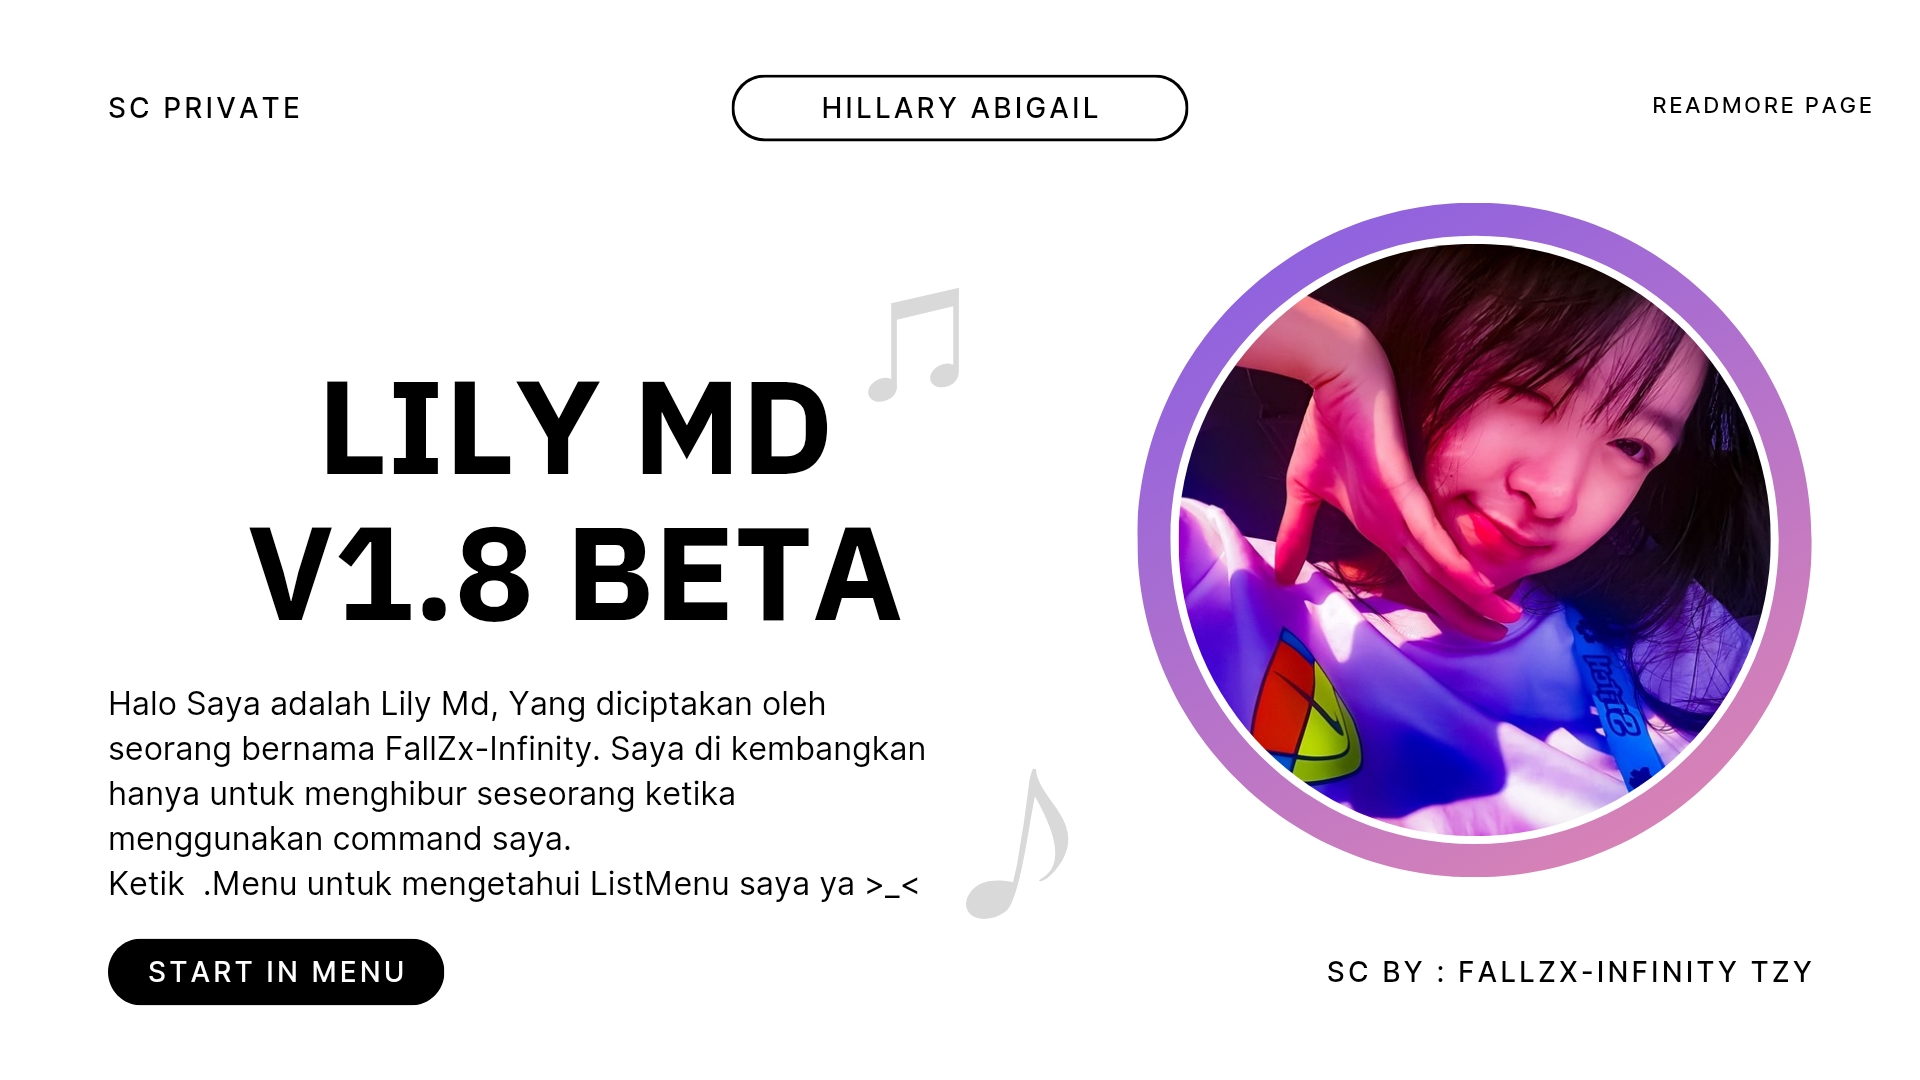 SC PRIVATE
HILLARY ABIGAIL
READMORE PAGE
LILY MD
V1.8 BETA
Halo Saya adalah Lily Md, Yang diciptakan oleh
seorang bernama FallZx-Infinity. Saya di kembangkan
hanya untuk menghibur seseorang ketika
menggunakan command saya.
Ketik  .Menu untuk mengetahui ListMenu saya ya >_<
START IN MENU
SC BY : FALLZX-INFINITY TZY